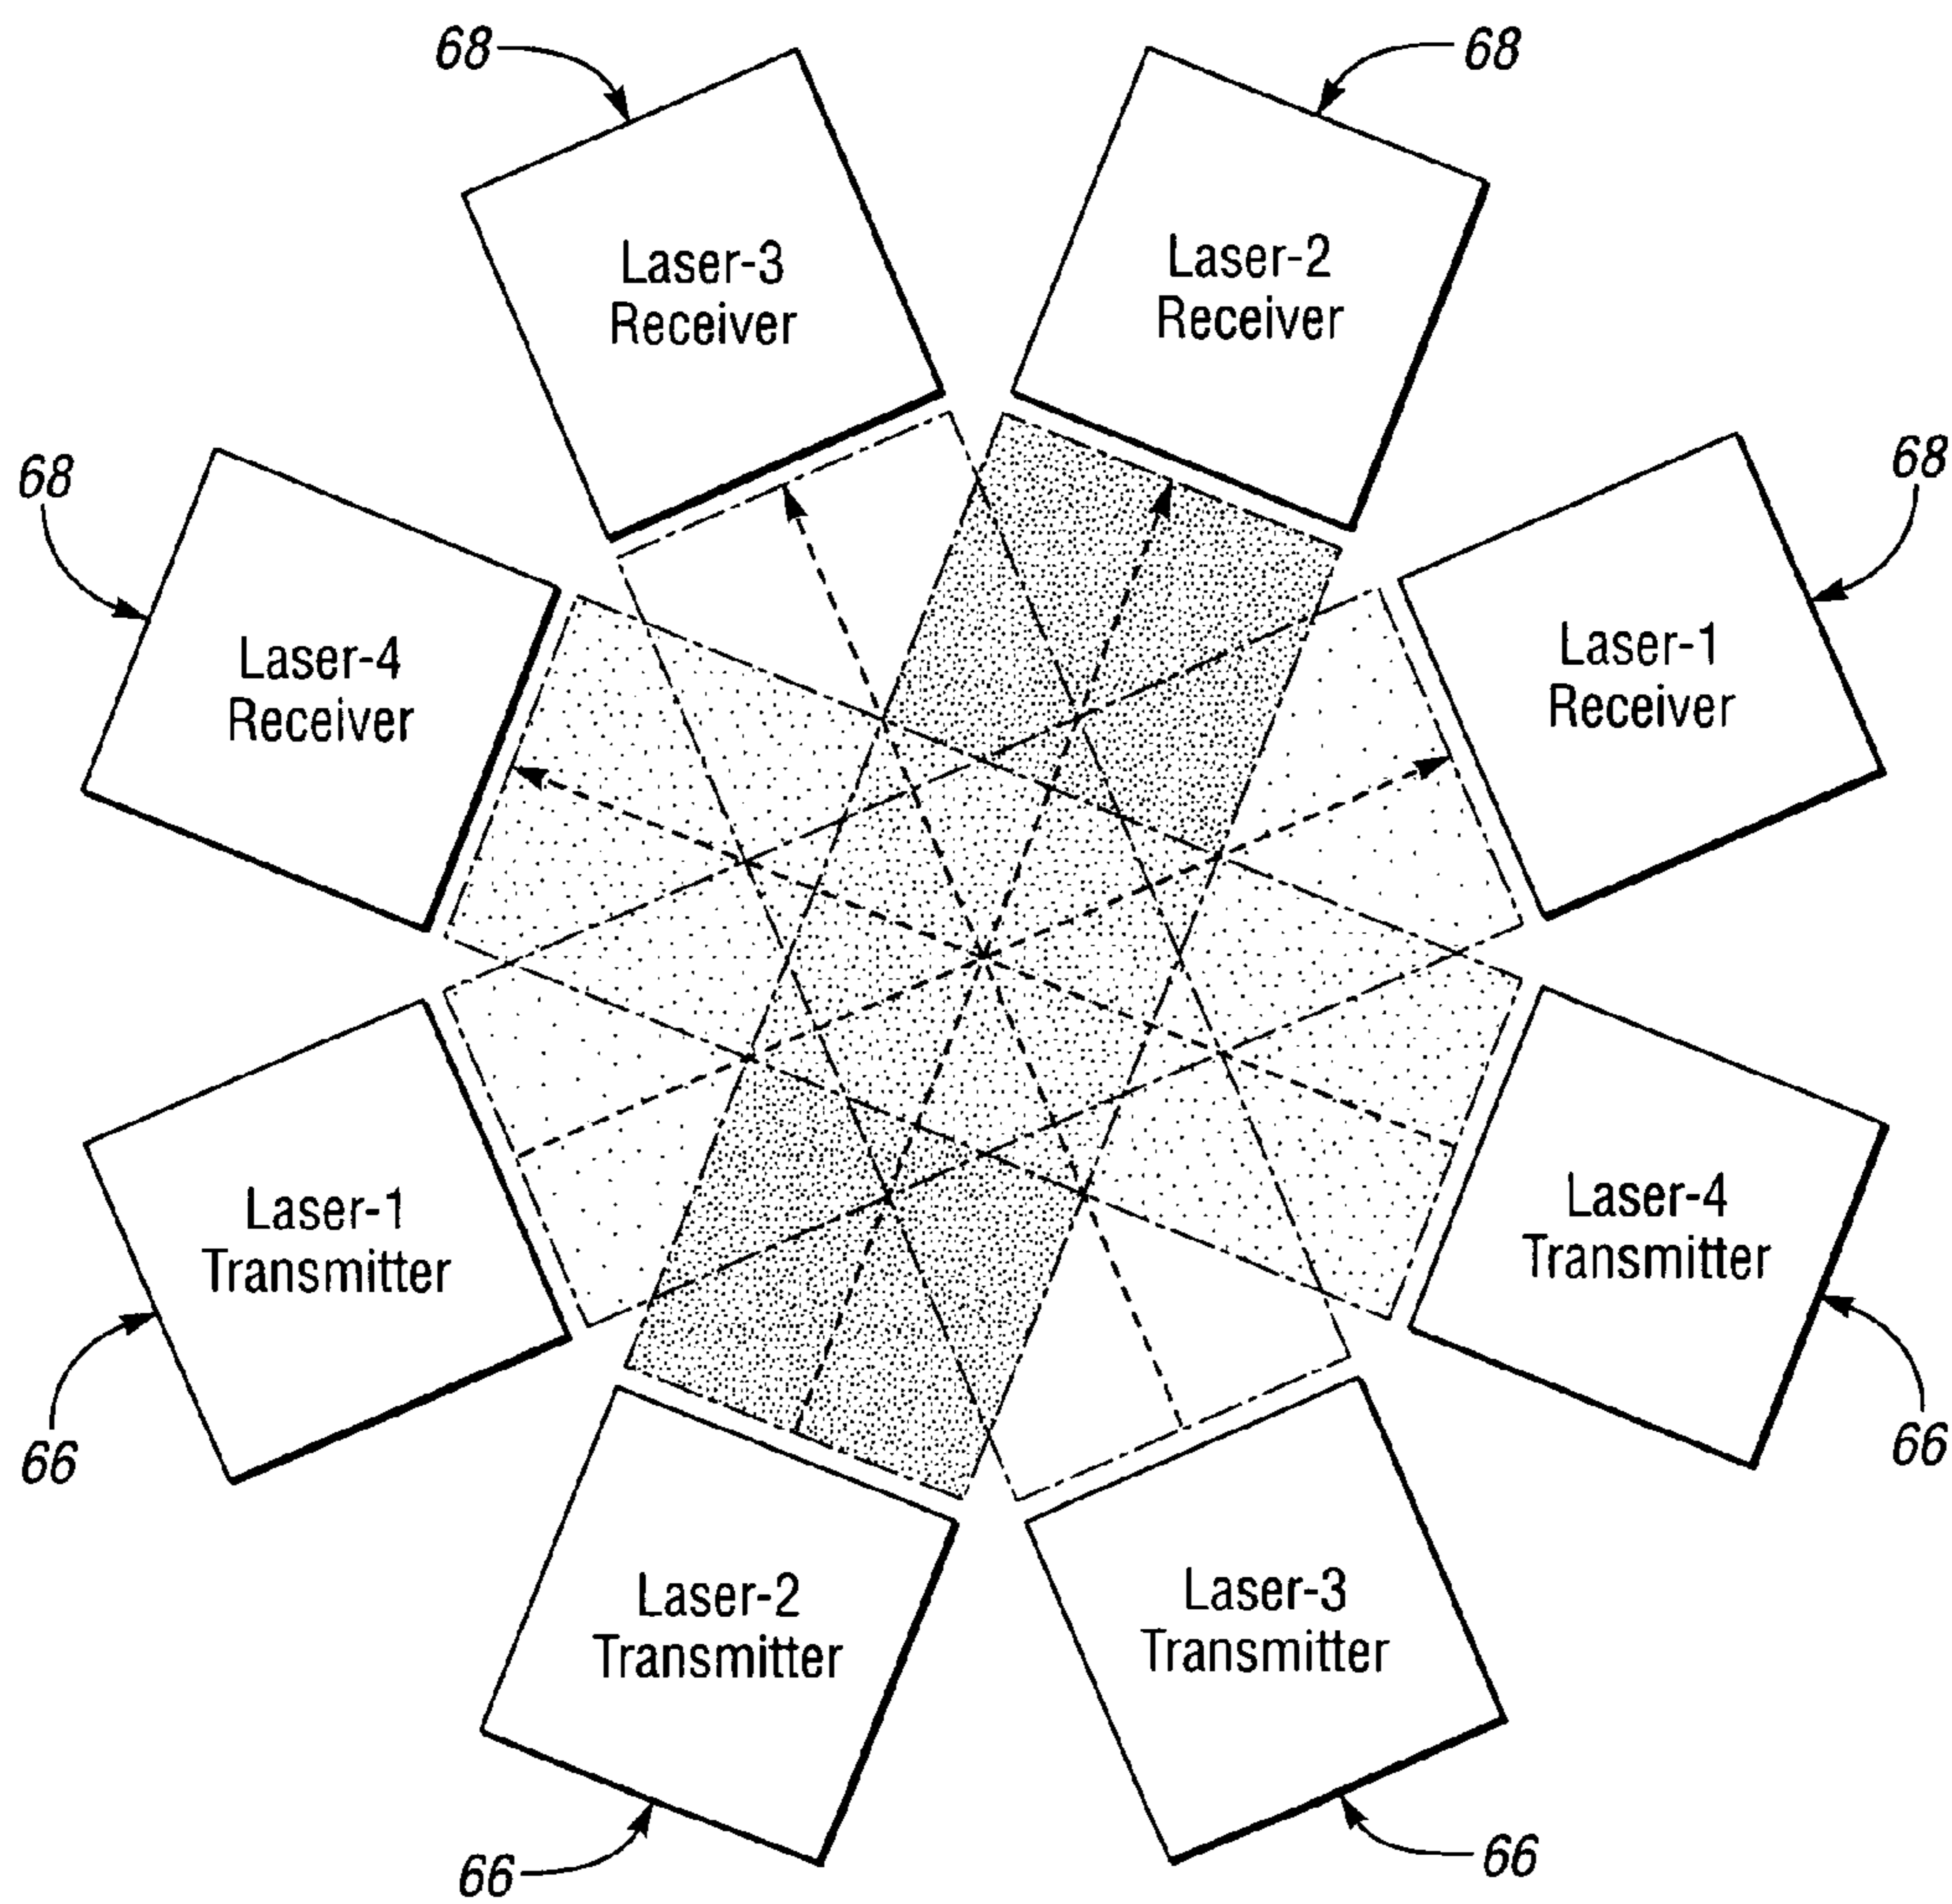 68
68
Laser-3
Receiver
Laser-2
Receiver
68
68
Laser-4
Receiver
Laser-1
Receiver
Laser-1
Transmitter
Laser-4
Transmitter
66
66
Laser-2
Transmitter
Laser-3
Transmitter
66
66